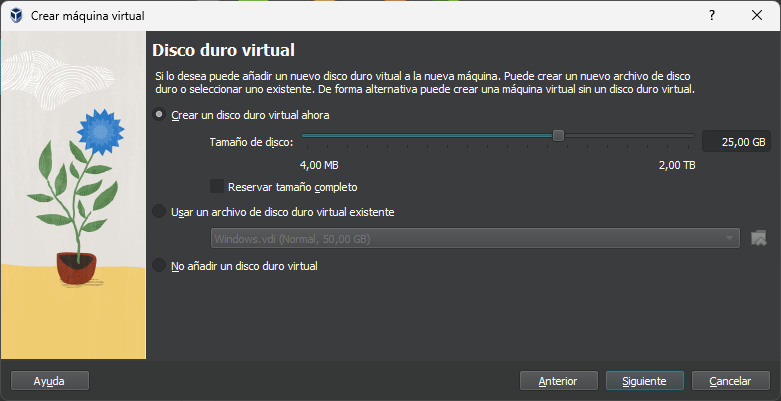 Crear máquina virtual
?
Disco duro virtual
Si lo desea puede añadir un nuevo disco duro vitual a la nueva máquina. Puede crear un nuevo archivo de disco
duro o seleccionar uno existente. De forma alternativa puede crear una máquina virtual sin un disco duro virtual.
Crear un disco duro virtual ahora
Tamaño de disco:
25,00 GB
4,00 MB
2,00 TB
Reservar tamaño completo
Usar un archivo de disco duro virtual existente
Windows.vdi (Normal, 50,00 GB)
No añadir un disco duro virtual
Ayuda
Anterior
Siguiente
Cancelar